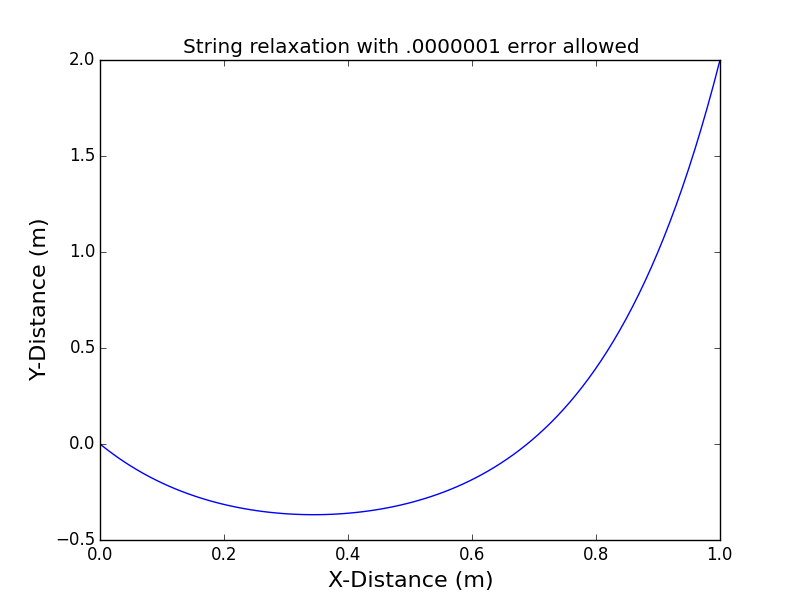 String relaxation with .0000001 error allowed
2.0
1.5
1.0
0.5
0.0
−0.5
0.0 0.2 0.4 0.6 0.8 1.0
X-Distance (m)
Y-Distance (m)